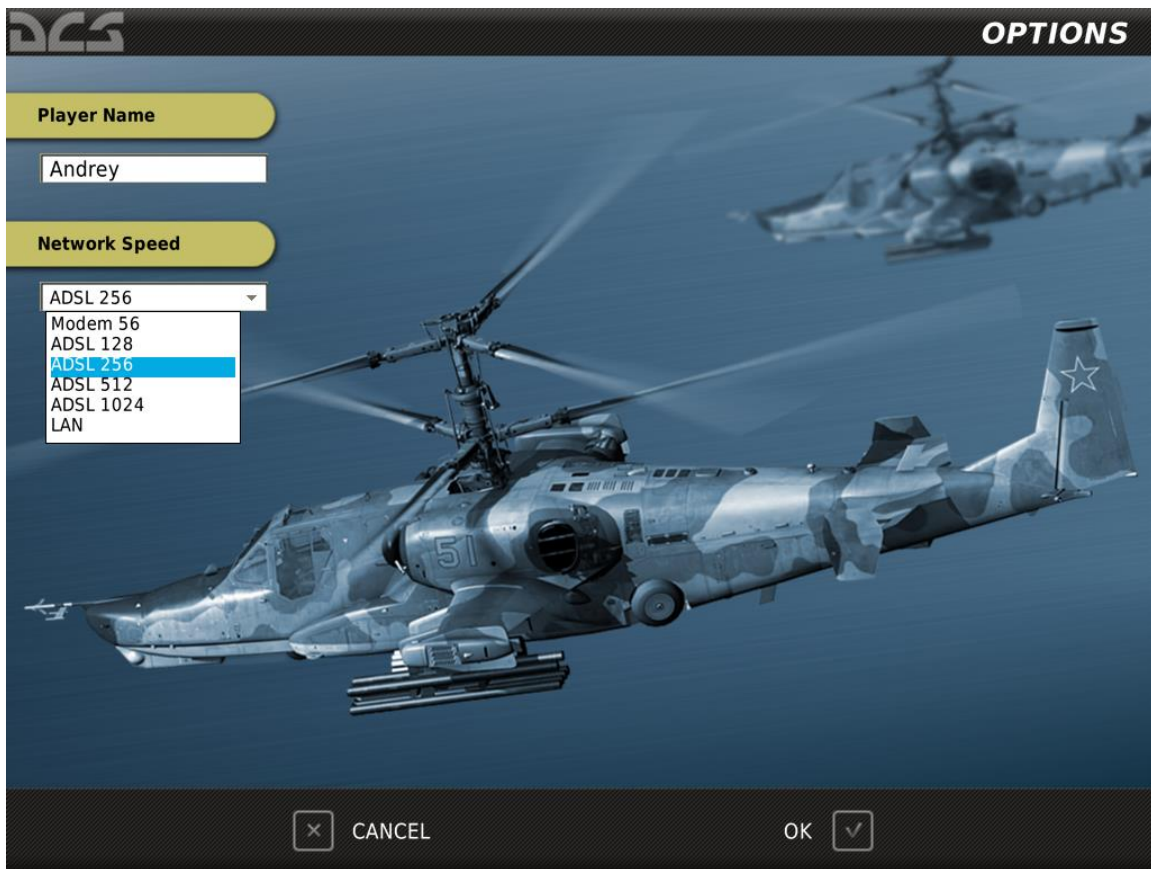 DCS
OPTIONS
Player Name
Andrey
Network Speed
ADSL 256
Modem 56
ADSL 128
ADSL 256
ADSL 512
ADSL 1024
LAN
51
CANCEL
OK